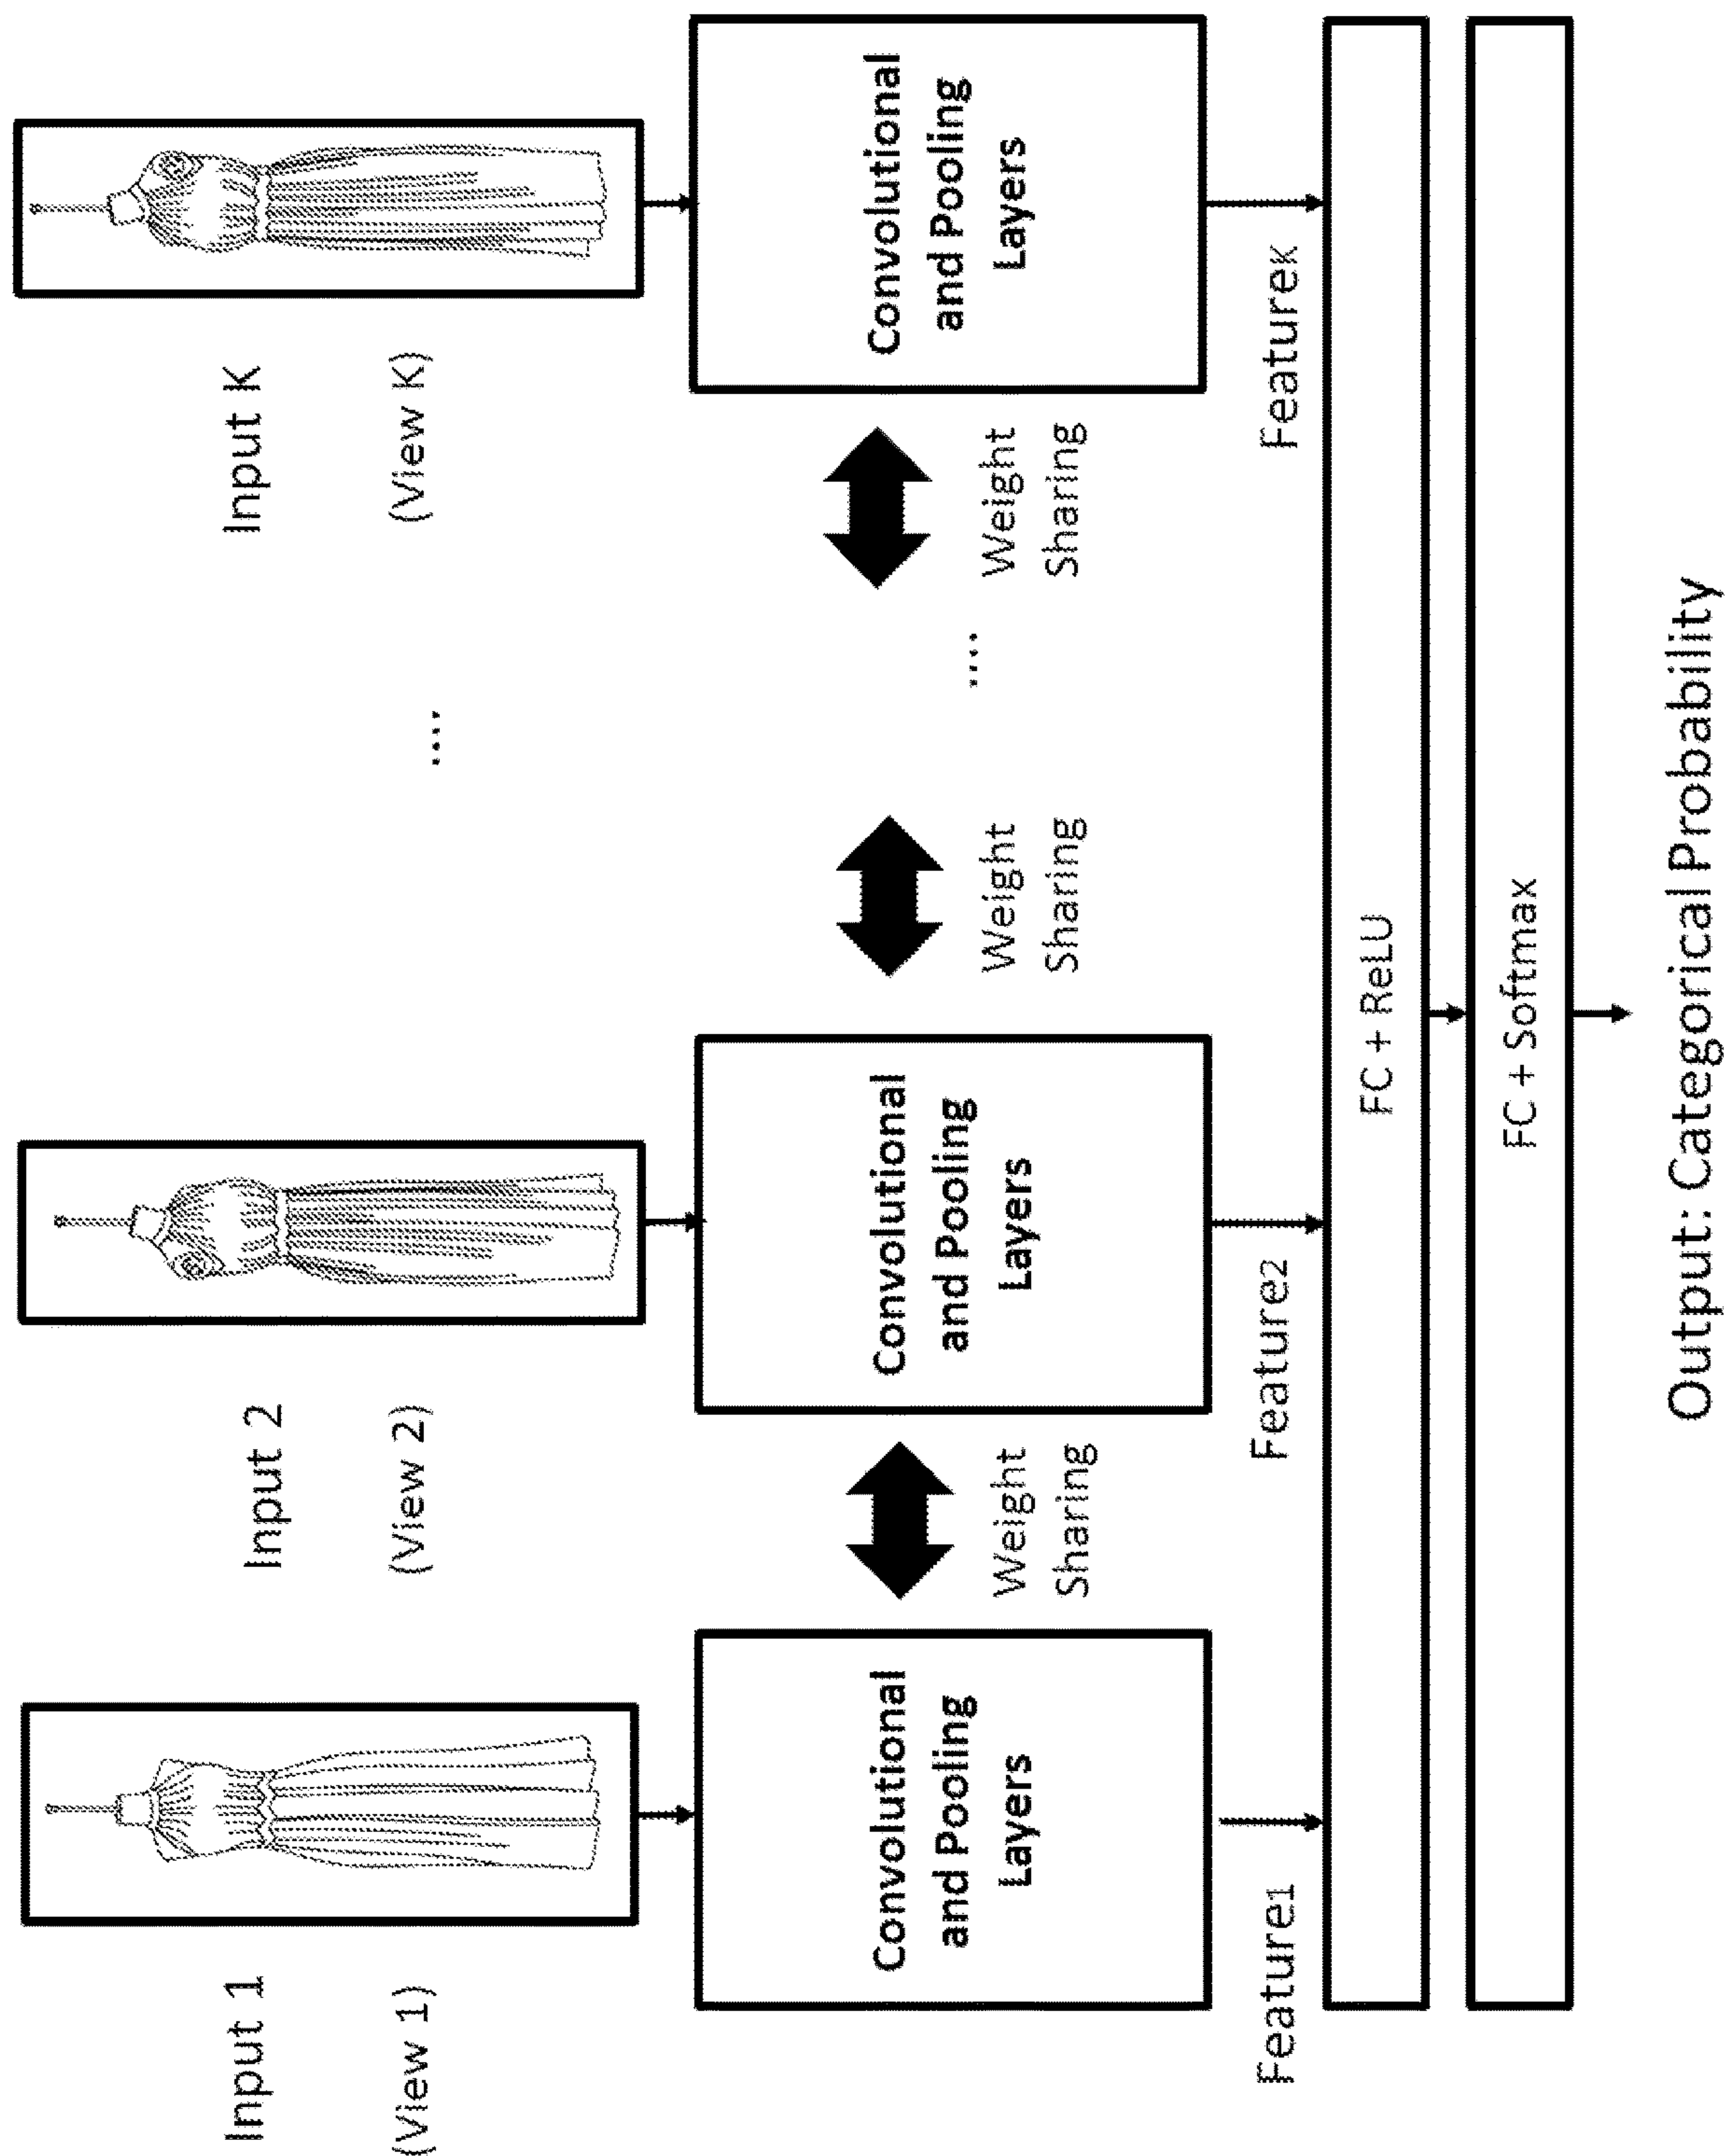 Input 1
(View 1)
Input 2
(View 2)
....
Input K
(View K)
Convolutional
and Pooling
Layers
Weight
Sharing
Convolutional
and Pooling
Layers
Weight
Sharing
....
Weight
Sharing
Convolutional
and Pooling
Layers
Feature1
Feature2
FeatureK
FC + ReLU
FC + Softmax
Output: Categorical Probability